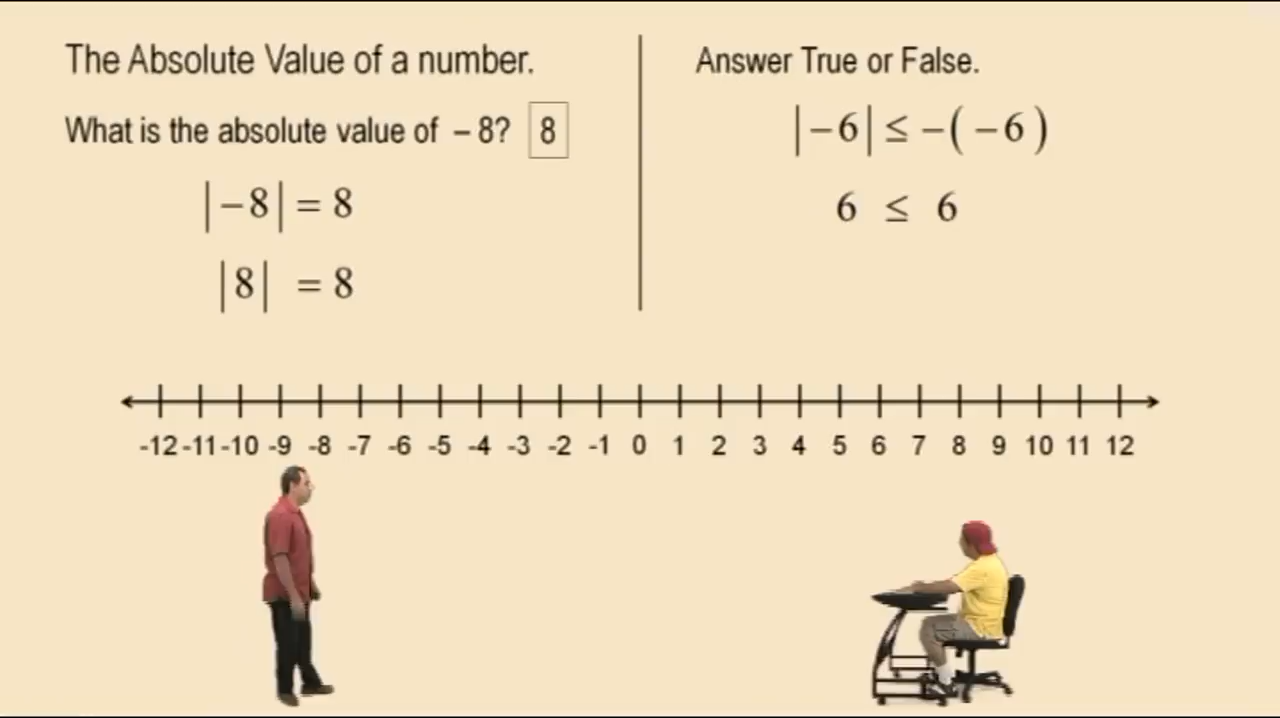 The Absolute Value of a number.
What is the absolute value of – 8? 8
|−8| = 8
|8| = 8
Answer True or False.
|−6| ≤ −( −6 )
6 ≤ 6
-12 -11 -10 -9 -8 -7 -6 -5 -4 -3 -2 -1 0 1 2 3 4 5 6 7 8 9 10 11 12